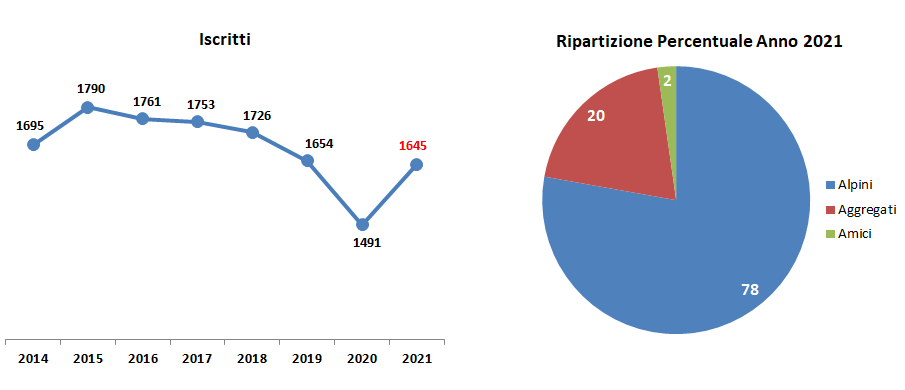 Iscritti
1695
1790
1761
1753
1726
1654
1491
1645
2014 2015 2016 2017 2018 2019 2020 2021
Ripartizione Percentuale Anno 2021
2
20
78
Alpini
Aggregati
Amici